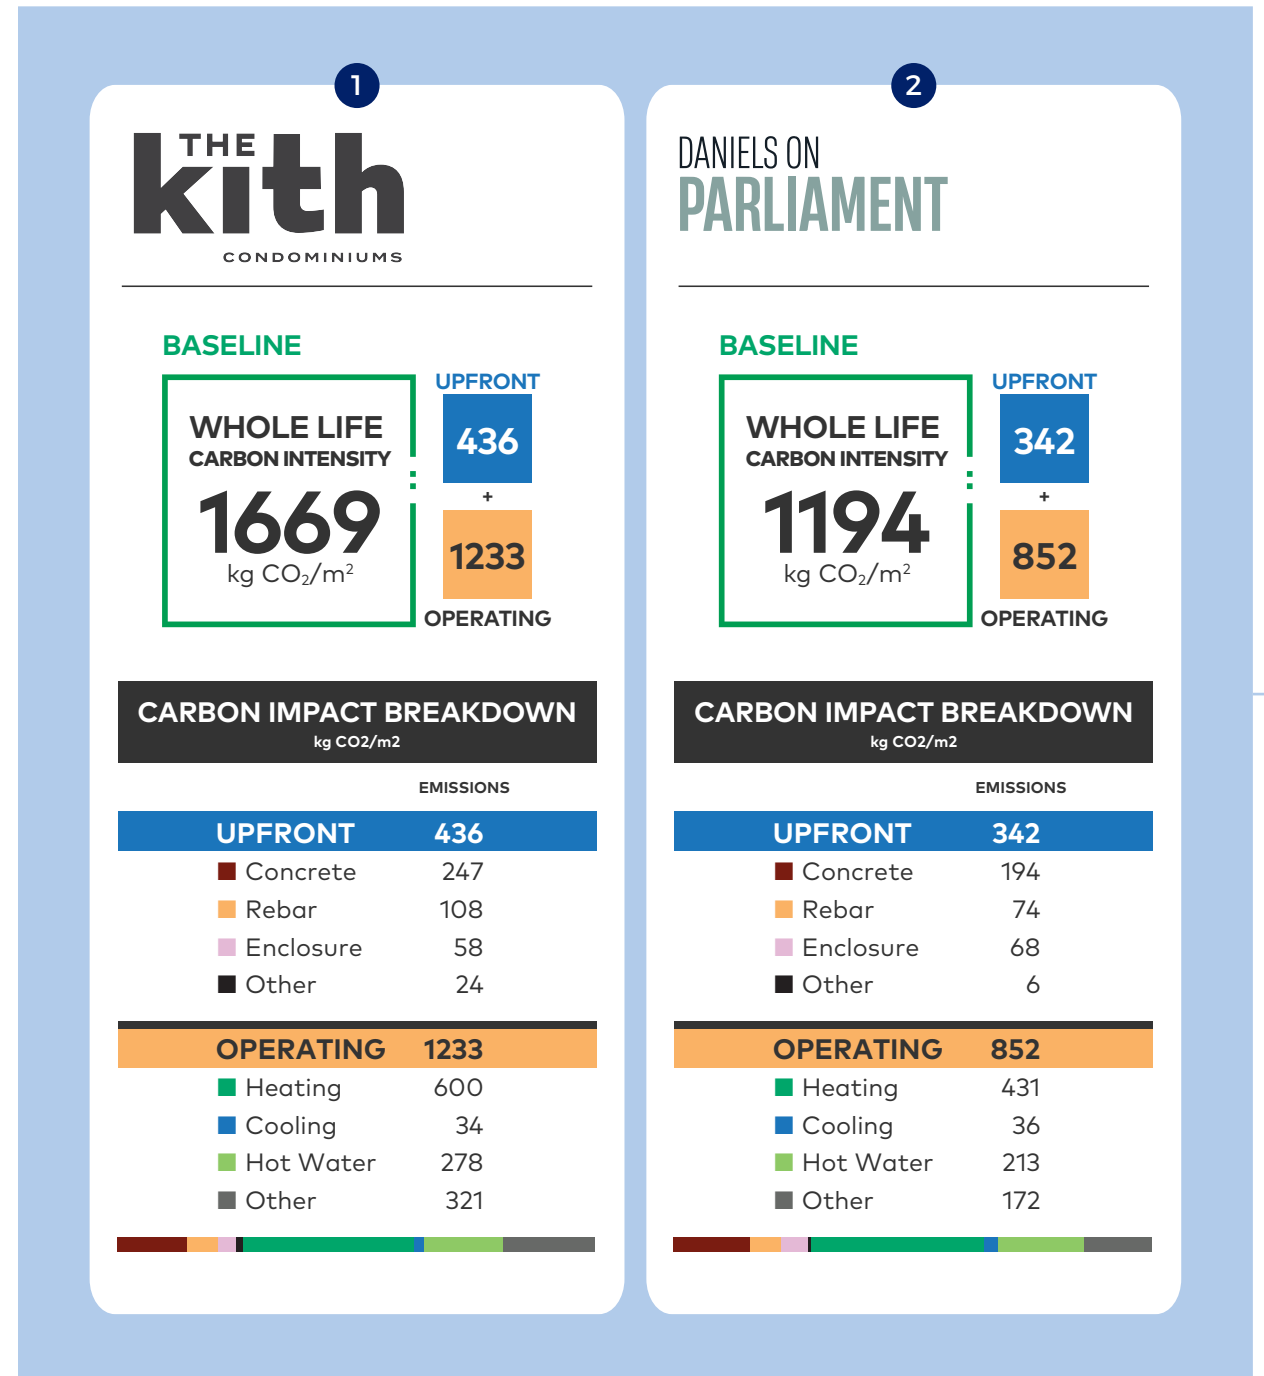 1
THE
kith
CONDOMINIUMS
BASELINE
WHOLE LIFE
CARBON INTENSITY
1669
kg CO₂/m²
UPFRONT
436
+
1233
OPERATING
CARBON IMPACT BREAKDOWN
kg CO2/m2
EMISSIONS
UPFRONT 436
Concrete 247
Rebar 108
Enclosure 58
Other 24
OPERATING 1233
Heating 600
Cooling 34
Hot Water 278
Other 321
2
DANIELS ON
PARLIAMENT
BASELINE
WHOLE LIFE
CARBON INTENSITY
1194
kg CO₂/m²
UPFRONT
342
+
852
OPERATING
CARBON IMPACT BREAKDOWN
kg CO2/m2
EMISSIONS
UPFRONT 342
Concrete 194
Rebar 74
Enclosure 68
Other 6
OPERATING 852
Heating 431
Cooling 36
Hot Water 213
Other 172